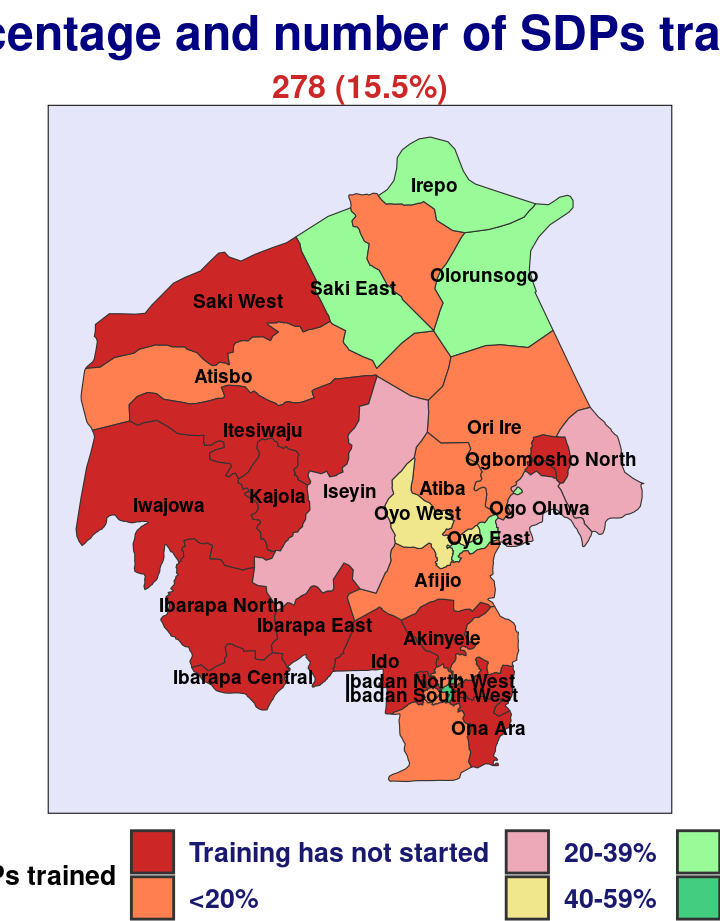 centage and number of SDPs tra
278 (15.5%)
Irepo
Olorunsogo
Saki East
Saki West
Atisbo
Itesiwaju
Ori Ire
Ogbomosho North
Iseyin
Atiba
Kajola
Iwajowa
Oyo West
Ogo Oluwa
Oyo East
Afijio
Ibarapa North
Ibarapa East
Akinyele
Ido
Ibarapa Central
Ibadan North West
Ibadan South West
Ona Ara
Ps trained
Training has not started
<20%
20-39%
40-59%